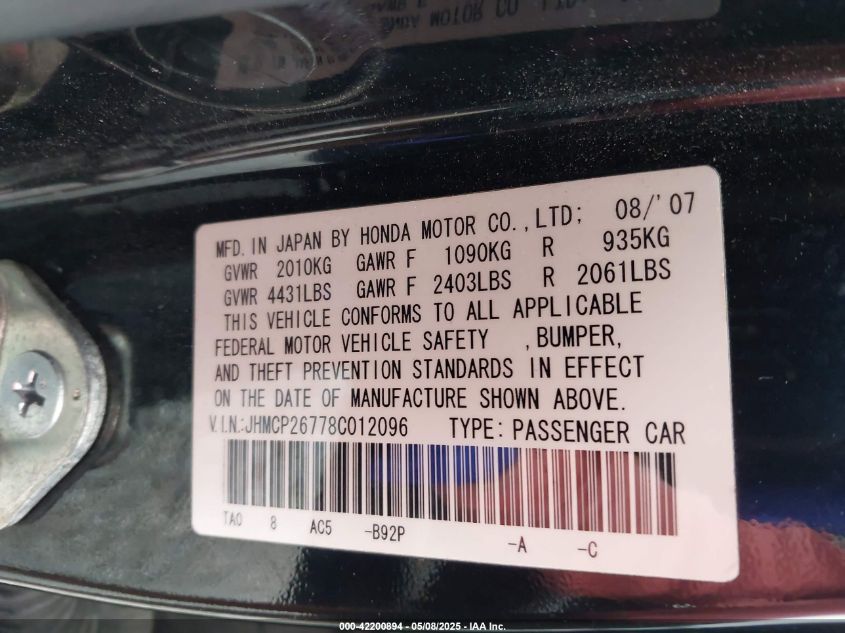 MFD. IN JAPAN BY HONDA MOTOR CO.,LTD; 08/'07
GVWR 2010KG GAWR F 1090KG R 935KG
GVWR 4431LBS GAWR F 2403LBS R 2061LBS
THIS VEHICLE CONFORMS TO ALL APPLICABLE
FEDERAL MOTOR VEHICLE SAFETY ,BUMPER,
AND THEFT PREVENTION STANDARDS IN EFFECT
ON THE DATE OF MANUFACTURE SHOWN ABOVE.
V.I.N.:JHMCP26778C012096 TYPE: PASSENGER CAR
TA0 8 AC5 -B92P -A -C
000-42200894 - 05/08/2025 - IAA Inc.